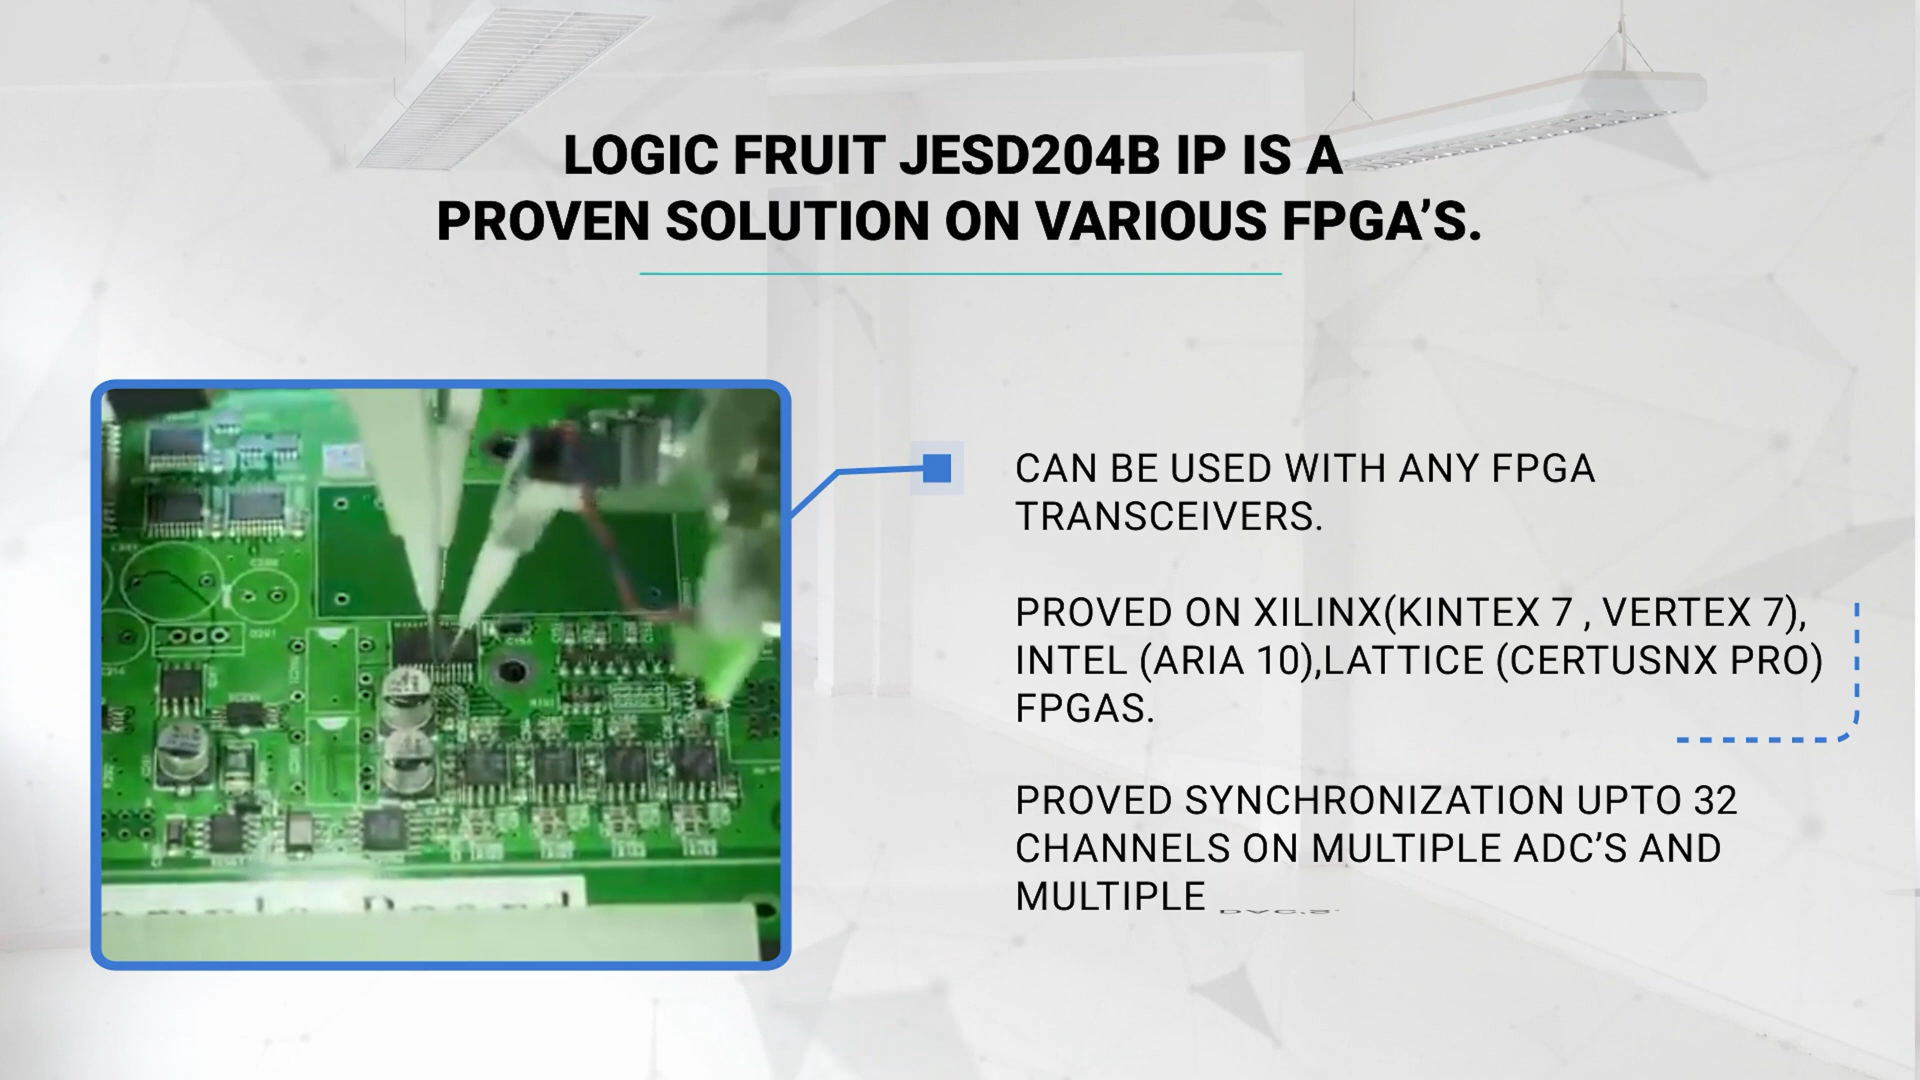 LOGIC FRUIT JESD204B IP IS A
PROVEN SOLUTION ON VARIOUS FPGA’S.
CAN BE USED WITH ANY FPGA
TRANSCEIVERS.
PROVED ON XILINX(KINTEX 7 , VERTEX 7),
INTEL (ARIA 10),LATTICE (CERTUSNX PRO)
FPGAS.
PROVED SYNCHRONIZATION UPTO 32
CHANNELS ON MULTIPLE ADC’S AND
MULTIPLE